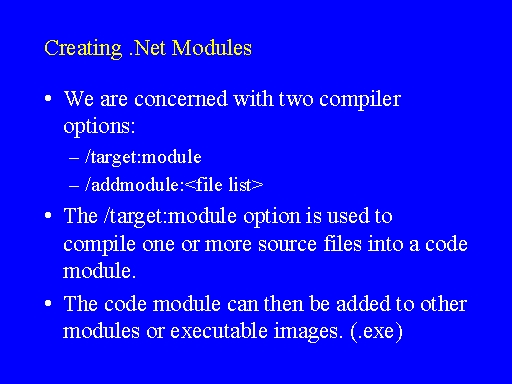 Creating .Net Modules
• We are concerned with two compiler
options:
– /target:module
– /addmodule:<file list>
• The /target:module option is used to
compile one or more source files into a code
module.
• The code module can then be added to other
modules or executable images. (.exe)